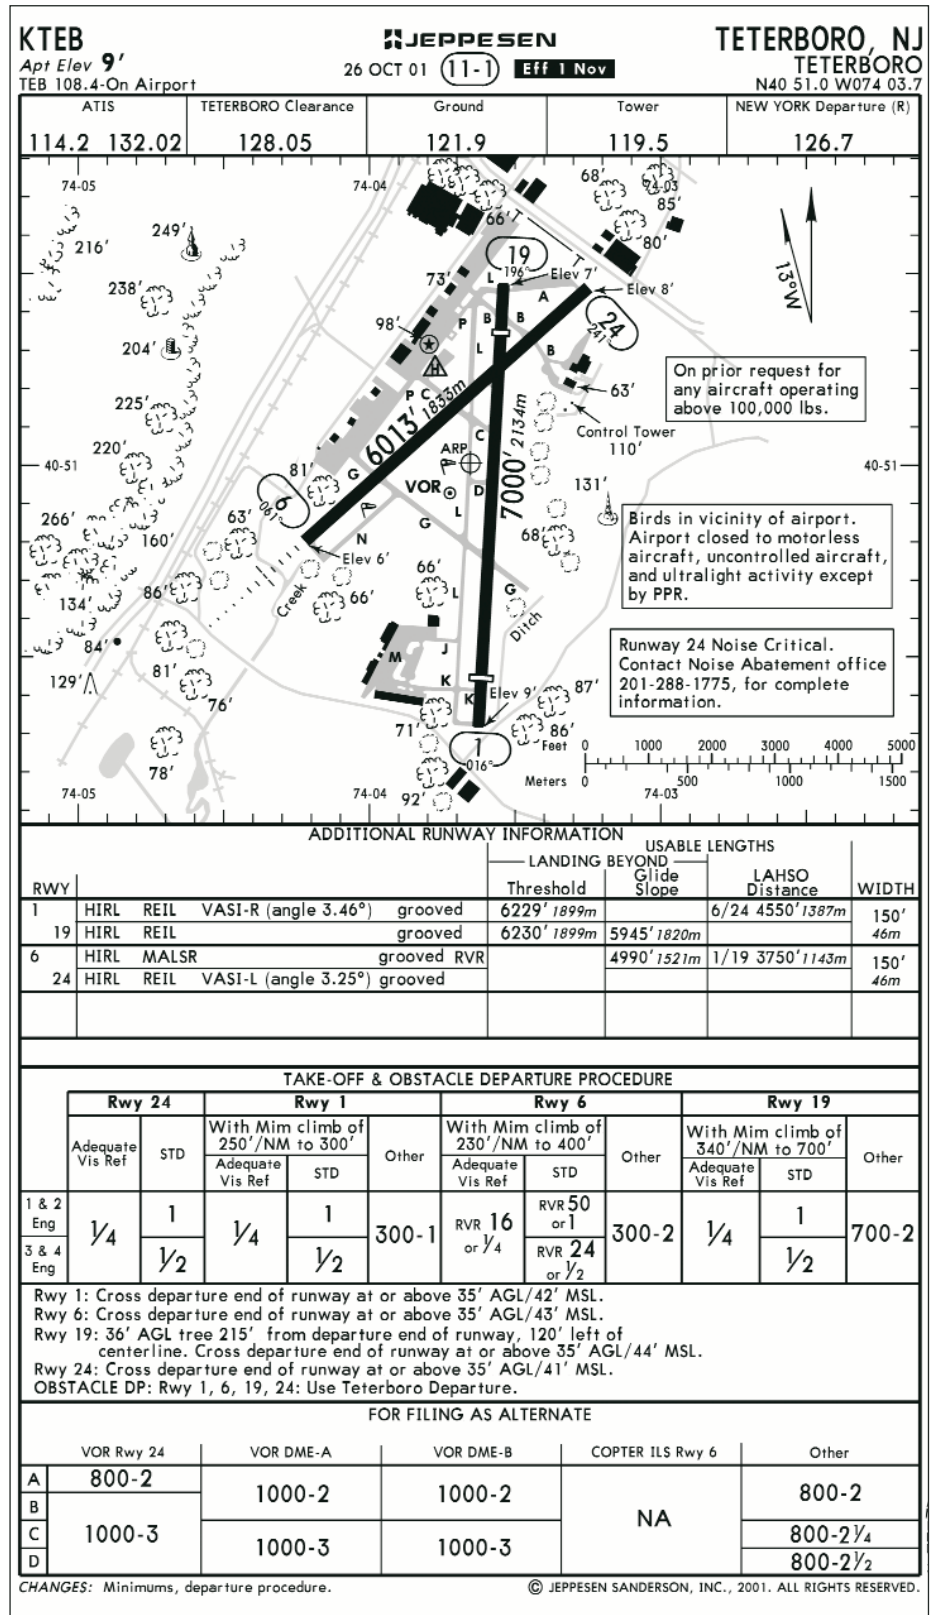 KTEB
JEPPESEN
TETERBORO, NJ
Apt Elev 9'
26 OCT 01 11-1 Eff 1 Nov
TETERBORO
TEB 108.4-On Airport
N40 51.0 W074 03.7
ATIS
TETERBORO Clearance
Ground
Tower
NEW YORK Departure (R)
114.2 132.02
128.05
121.9
119.5
126.7
74-05
74-04
74-03
68'
85'
66'
80'
216'
249'
T
T
19
196°
Elev 7'
Elev 8'
13°W
73'
L
A
238'
98'
P
B
B
24
241°
204'
L
B
H
63'
On prior request for
any aircraft operating
above 100,000 lbs.
225'
P
C
6013' 1833m
7000' 2134m
Control Tower
110'
C
220'
ARP
40-51
40-51
81'
G
VOR
D
131'
6
061°
L
266'
63'
G
68'
Birds in vicinity of airport.
Airport closed to motorless
aircraft, uncontrolled aircraft,
and ultralight activity except
by PPR.
160'
N
Elev 6'
66'
86'
Creek
66'
L
G
134'
Ditch
84'
J
Runway 24 Noise Critical.
Contact Noise Abatement office
201-288-1775, for complete
information.
81'
M
129'
K
76'
K
Elev 9'
87'
71'
86'
78'
1
016°
Feet 0 1000 2000 3000 4000 5000
Meters 0 500 1000 1500
92'
74-05
74-04
74-03
ADDITIONAL RUNWAY INFORMATION
USABLE LENGTHS
LANDING BEYOND
RWY
Threshold
Glide
Slope
LAHSO
Distance
WIDTH
1 HIRL REIL VASI-R (angle 3.46°) grooved 6229' 1899m 6/24 4550' 1387m 150'
19 HIRL REIL grooved 6230' 1899m 5945' 1820m 46m
6 HIRL MALSR grooved RVR 4990' 1521m 1/19 3750' 1143m 150'
24 HIRL REIL VASI-L (angle 3.25°) grooved 46m
TAKE-OFF & OBSTACLE DEPARTURE PROCEDURE
Rwy 24
Rwy 1
Rwy 6
Rwy 19
Adequate
Vis Ref
STD
With Mim climb of
250'/NM to 300'
Adequate
Vis Ref
STD
Other
With Mim climb of
230'/NM to 400'
Adequate
Vis Ref
STD
Other
With Mim climb of
340'/NM to 700'
Adequate
Vis Ref
STD
Other
1 & 2
Eng
3 & 4
Eng
1/4
1
1/2
1/4
1
1/2
300-1
RVR 16
or 1/4
RVR 50
or 1
RVR 24
or 1/2
300-2
1/4
1
1/2
700-2
Rwy 1: Cross departure end of runway at or above 35' AGL/42' MSL.
Rwy 6: Cross departure end of runway at or above 35' AGL/43' MSL.
Rwy 19: 36' AGL tree 215' from departure end of runway, 120' left of
centerline. Cross departure end of runway at or above 35' AGL/44' MSL.
Rwy 24: Cross departure end of runway at or above 35' AGL/41' MSL.
OBSTACLE DP: Rwy 1, 6, 19, 24: Use Teterboro Departure.
FOR FILING AS ALTERNATE
VOR Rwy 24
VOR DME-A
VOR DME-B
COPTER ILS Rwy 6
Other
A
B
C
D
800-2
1000-3
1000-2
1000-3
1000-2
1000-3
NA
800-2
800-2 1/4
800-2 1/2
CHANGES: Minimums, departure procedure.
© JEPPESEN SANDERSON, INC., 2001. ALL RIGHTS RESERVED.